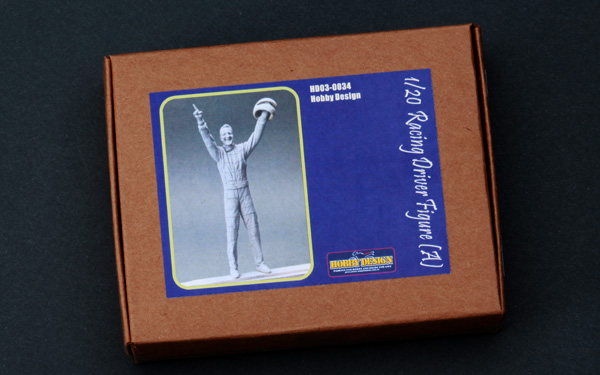 HD03-0034
Hobby Design
1/20 Racing Driver Figure (A)
HOBBY DESIGN